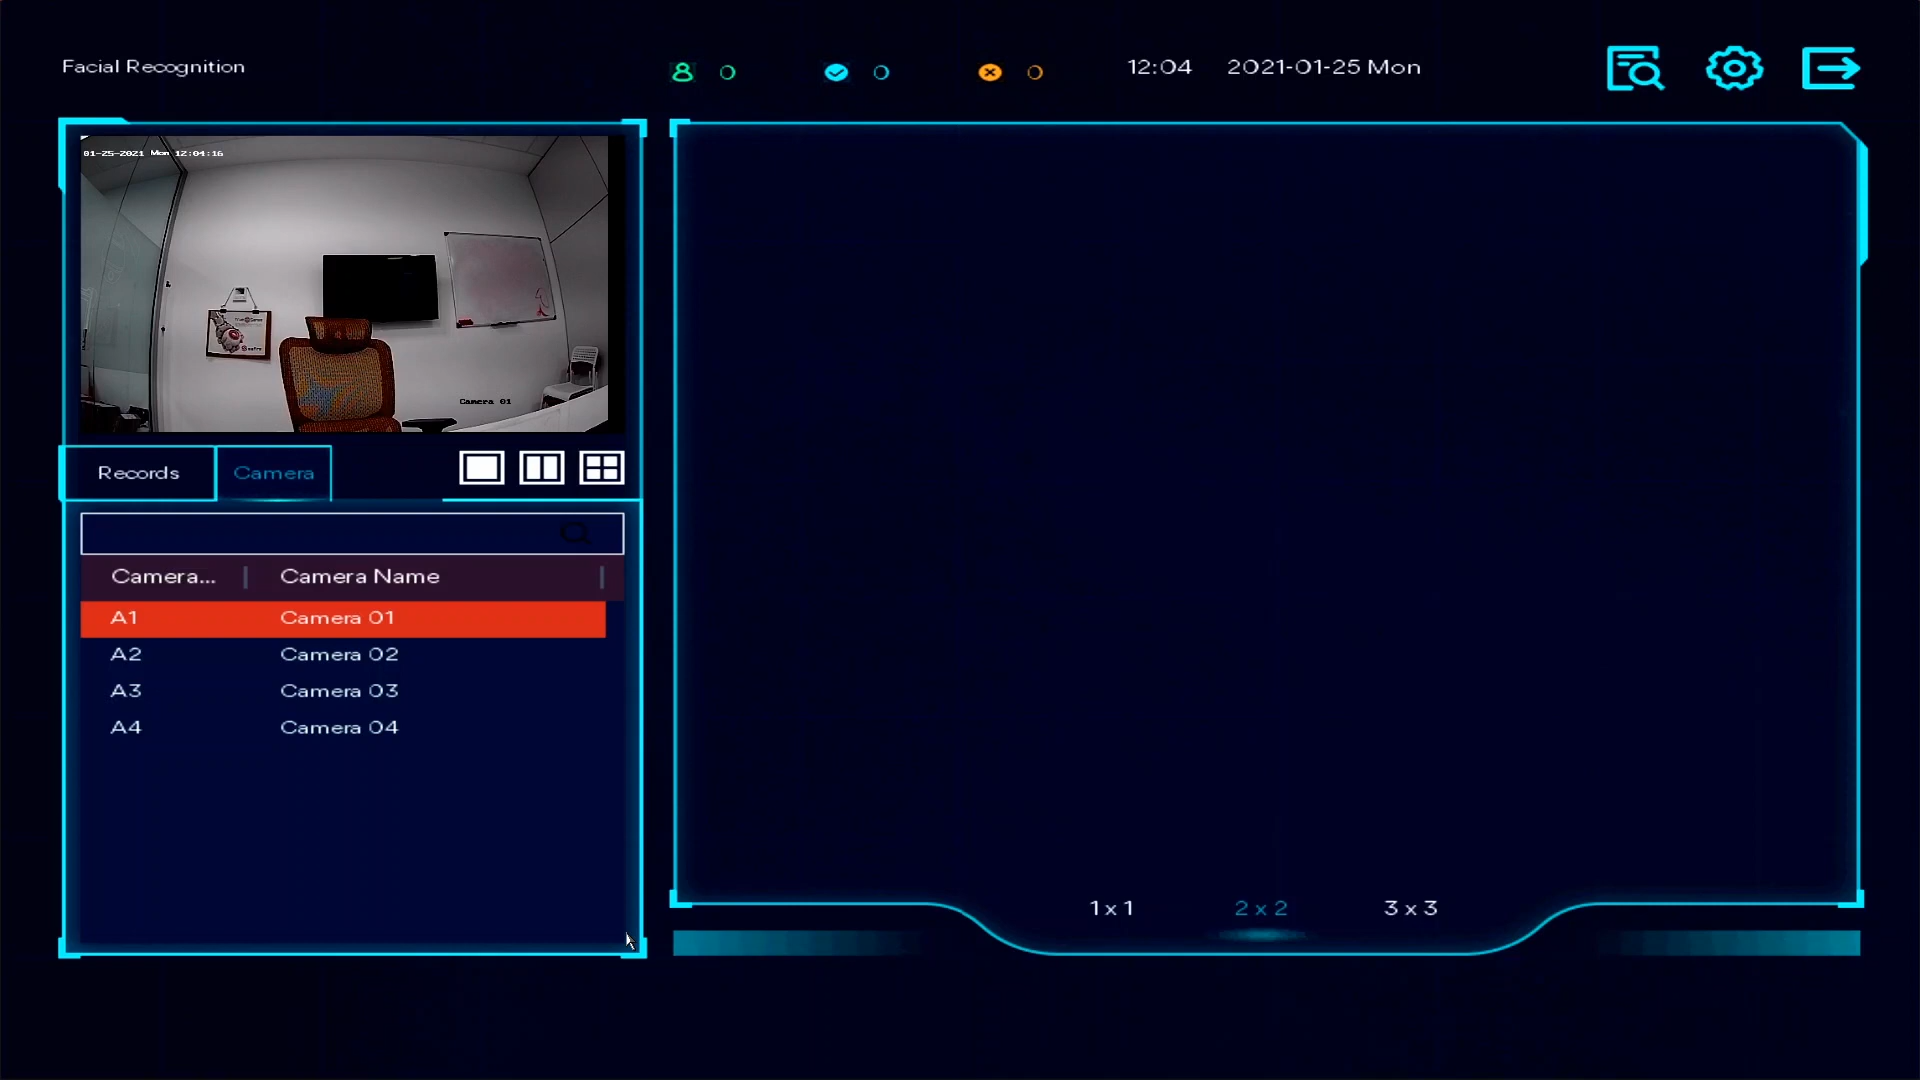 Facial Recognition
0 0 0 12:04 2021-01-25 Mon
01-25-2021 Mon 12:04:16
Camera 01
Records Camera
Camera... Camera Name
A1 Camera 01
A2 Camera 02
A3 Camera 03
A4 Camera 04
1 x 1 2 x 2 3 x 3